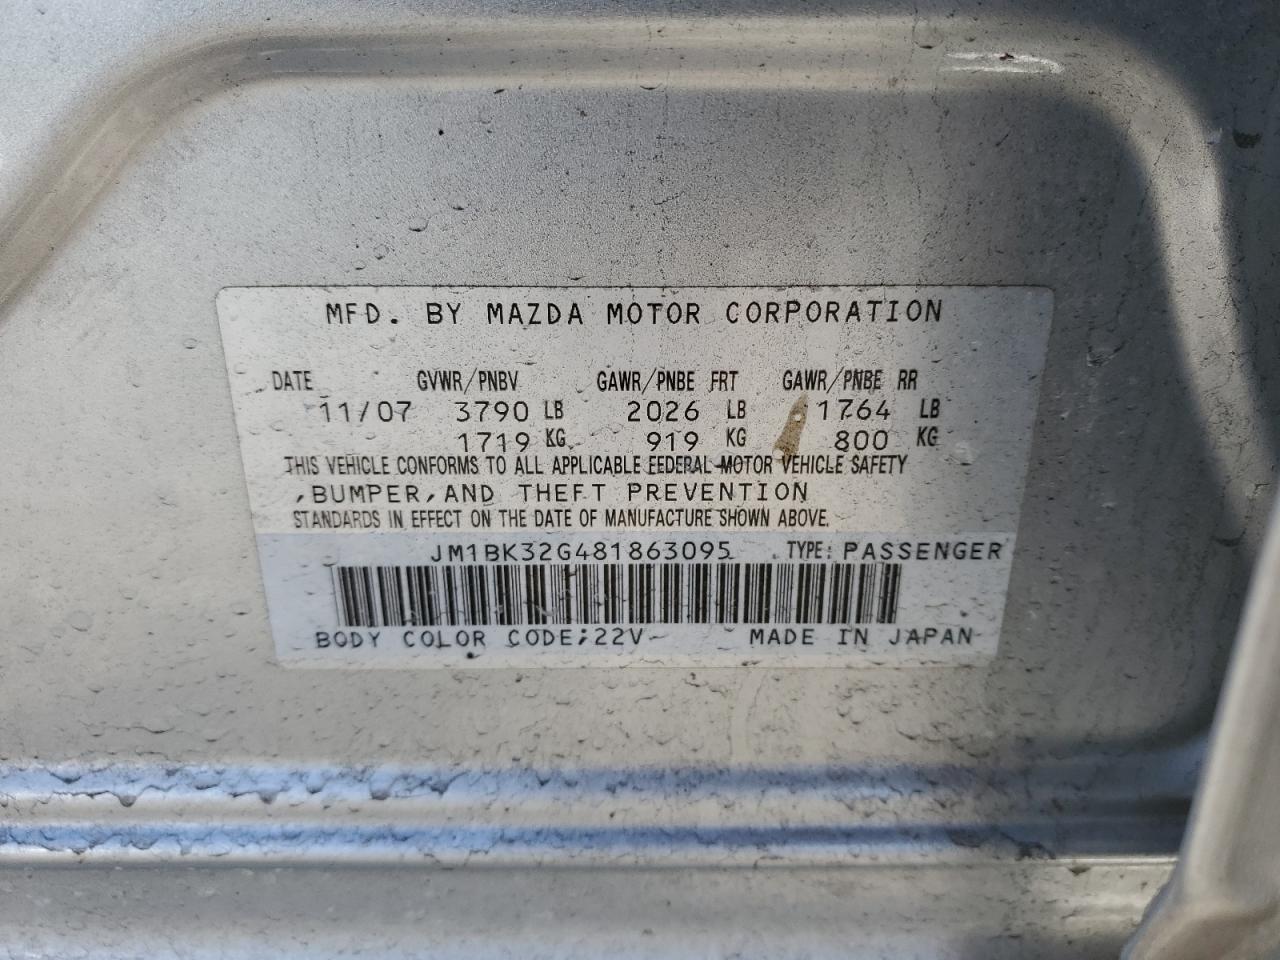 MFD. BY MAZDA MOTOR CORPORATION
DATE GVWR/PNBV GAWR/PNBE FRT GAWR/PNBE RR
11/07 3790 LB 2026 LB 1764 LB
1719 KG 919 KG 800 KG
THIS VEHICLE CONFORMS TO ALL APPLICABLE FEDERAL MOTOR VEHICLE SAFETY
,BUMPER,AND THEFT PREVENTION
STANDARDS IN EFFECT ON THE DATE OF MANUFACTURE SHOWN ABOVE.
JM1BK32G481863095 TYPE: PASSENGER
BODY COLOR CODE;22V MADE IN JAPAN